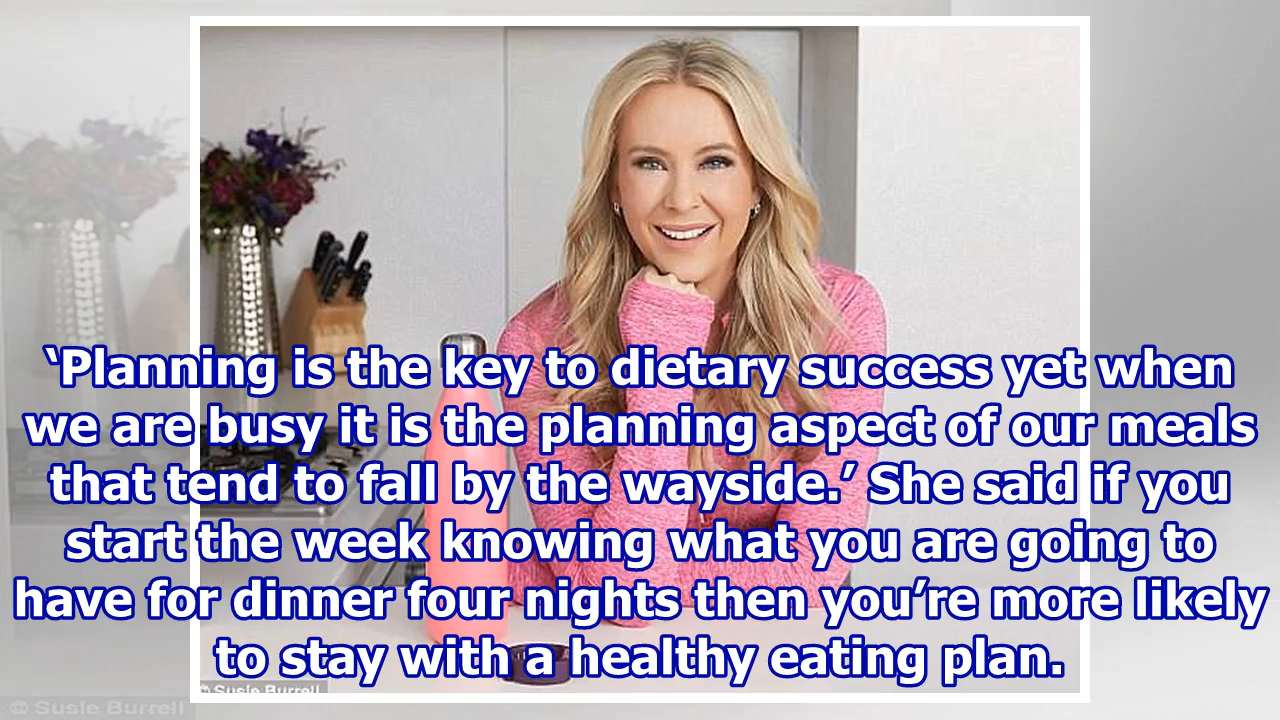 ‘Planning is the key to dietary success yet when
we are busy it is the planning aspect of our meals
that tend to fall by the wayside.’ She said if you
start the week knowing what you are going to
have for dinner four nights then you’re more likely
to stay with a healthy eating plan.
© Susie Burrell
© Susie Burrell